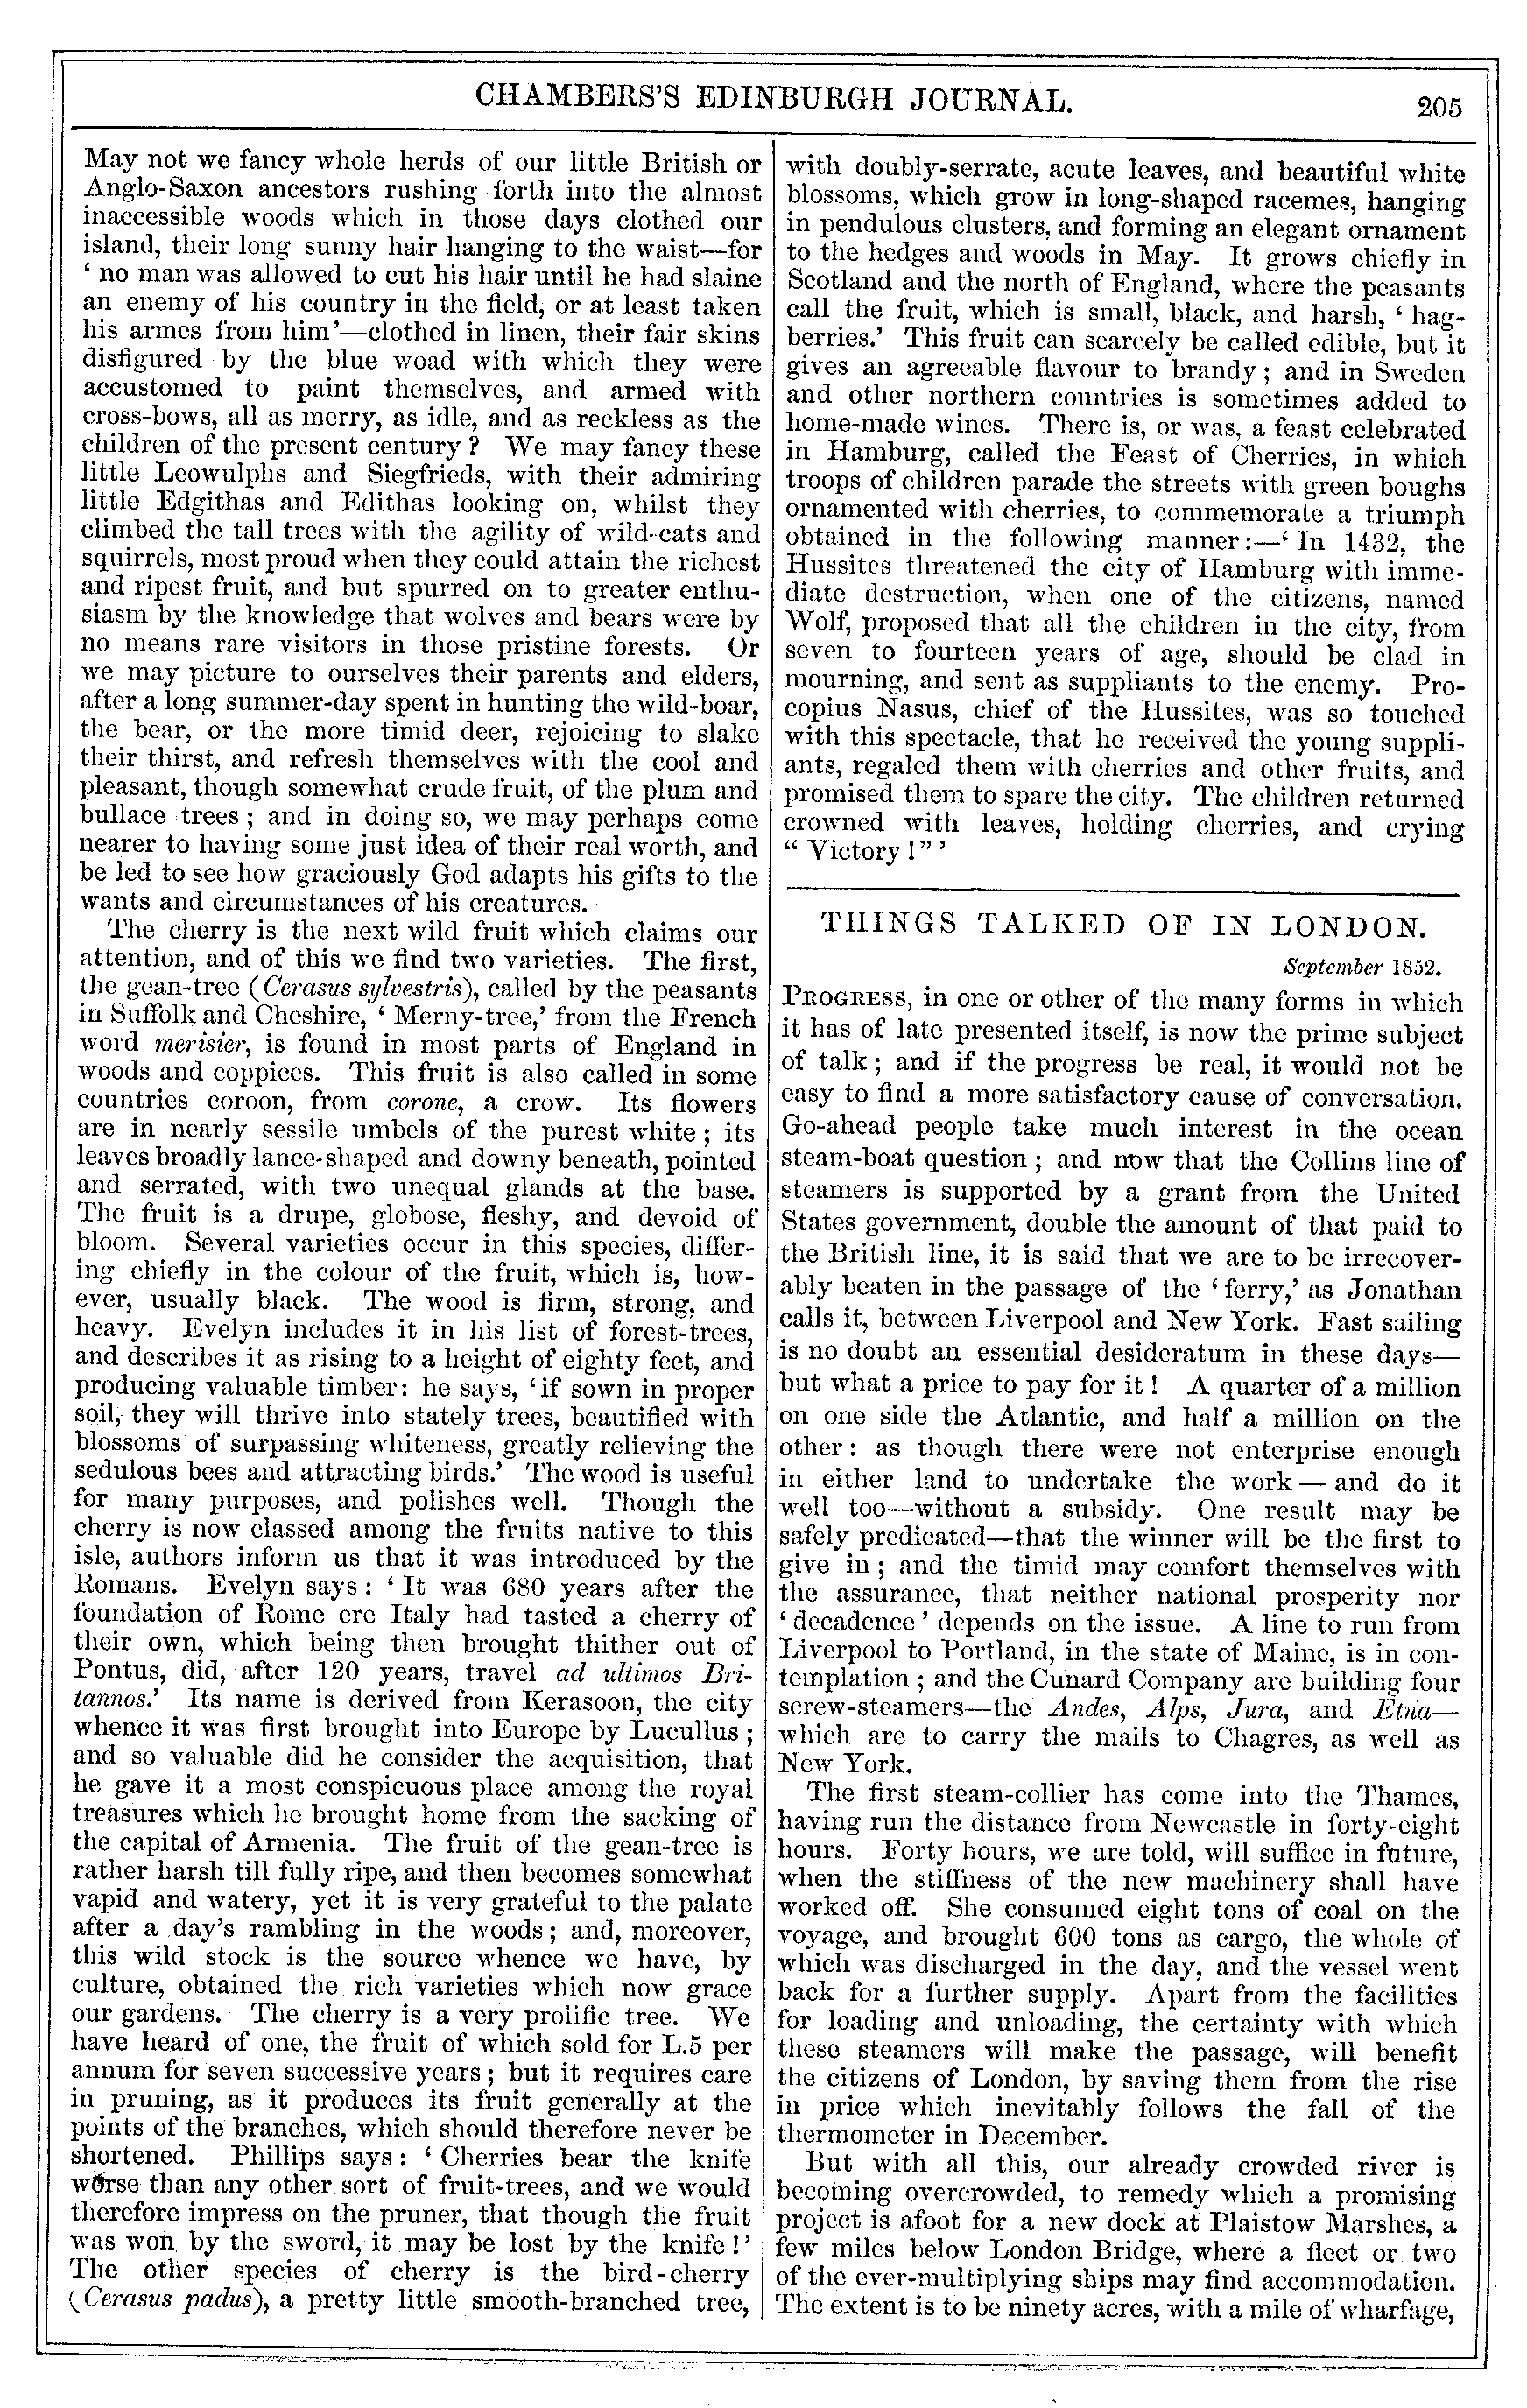 CHAMBERS'S EDINBURGH JOURNAL.
205
May not we fancy whole herds of our little British or
Anglo-Saxon ancestors rushing forth into the almost
inaccessible woods which in those days clothed our
island, their long sunny hair hanging to the waist—for
‘ no man was allowed to cut his hair until he had slaine
an enemy of his country in the field, or at least taken
his armes from him’—clothed in linen, their fair skins
disfigured by the blue woad with which they were
accustomed to paint themselves, and armed with
cross-bows, all as merry, as idle, and as reckless as the
children of the present century? We may fancy these
little Leowulphs and Siegfrieds, with their admiring
little Edgithas and Edithas looking on, whilst they
climbed the tall trees with the agility of wild-cats and
squirrels, most proud when they could attain the richest
and ripest fruit, and but spurred on to greater enthu-
siasm by the knowledge that wolves and bears were by
no means rare visitors in those pristine forests. Or
we may picture to ourselves their parents and elders,
after a long summer-day spent in hunting the wild-boar,
the bear, or the more timid deer, rejoicing to slake
their thirst, and refresh themselves with the cool and
pleasant, though somewhat crude fruit, of the plum and
bullace trees; and in doing so, we may perhaps come
nearer to having some just idea of their real worth, and
be led to see how graciously God adapts his gifts to the
wants and circumstances of his creatures.
The cherry is the next wild fruit which claims our
attention, and of this we find two varieties. The first,
the gean-tree (Cerasus sylvestris), called by the peasants
in Suffolk and Cheshire, ‘ Merny-tree,’ from the French
word merisier, is found in most parts of England in
woods and coppices. This fruit is also called in some
countries coroon, from corone, a crow. Its flowers
are in nearly sessile umbels of the purest white; its
leaves broadly lance-shaped and downy beneath, pointed
and serrated, with two unequal glands at the base.
The fruit is a drupe, globose, fleshy, and devoid of
bloom. Several varieties occur in this species, differ-
ing chiefly in the colour of the fruit, which is, how-
ever, usually black. The wood is firm, strong, and
heavy. Evelyn includes it in his list of forest-trees,
and describes it as rising to a height of eighty feet, and
producing valuable timber: he says, ‘if sown in proper
soil, they will thrive into stately trees, beautified with
blossoms of surpassing whiteness, greatly relieving the
sedulous bees and attracting birds.’ The wood is useful
for many purposes, and polishes well. Though the
cherry is now classed among the fruits native to this
isle, authors inform us that it was introduced by the
Romans. Evelyn says: ‘ It was 680 years after the
foundation of Rome ere Italy had tasted a cherry of
their own, which being then brought thither out of
Pontus, did, after 120 years, travel ad ultimos Bri-
tannos.’ Its name is derived from Kerasoon, the city
whence it was first brought into Europe by Lucullus;
and so valuable did he consider the acquisition, that
he gave it a most conspicuous place among the royal
treasures which he brought home from the sacking of
the capital of Armenia. The fruit of the gean-tree is
rather harsh till fully ripe, and then becomes somewhat
vapid and watery, yet it is very grateful to the palate
after a day's rambling in the woods; and, moreover,
this wild stock is the source whence we have, by
culture, obtained the rich varieties which now grace
our gardens. The cherry is a very prolific tree. We
have heard of one, the fruit of which sold for L.5 per
annum for seven successive years; but it requires care
in pruning, as it produces its fruit generally at the
points of the branches, which should therefore never be
shortened. Phillips says: ‘ Cherries bear the knife
worse than any other sort of fruit-trees, and we would
therefore impress on the pruner, that though the fruit
was won by the sword, it may be lost by the knife!’
The other species of cherry is the bird-cherry
(Cerasus padus), a pretty little smooth-branched tree,
with doubly-serrate, acute leaves, and beautiful white
blossoms, which grow in long-shaped racemes, hanging
in pendulous clusters, and forming an elegant ornament
to the hedges and woods in May. It grows chiefly in
Scotland and the north of England, where the peasants
call the fruit, which is small, black, and harsh, ‘ hag-
berries.’ This fruit can scarcely be called edible, but it
gives an agreeable flavour to brandy; and in Sweden
and other northern countries is sometimes added to
home-made wines. There is, or was, a feast celebrated
in Hamburg, called the Feast of Cherries, in which
troops of children parade the streets with green boughs
ornamented with cherries, to commemorate a triumph
obtained in the following manner:—‘ In 1432, the
Hussites threatened the city of Hamburg with imme-
diate destruction, when one of the citizens, named
Wolf, proposed that all the children in the city, from
seven to fourteen years of age, should be clad in
mourning, and sent as suppliants to the enemy. Pro-
copius Nasus, chief of the Hussites, was so touched
with this spectacle, that he received the young suppli-
ants, regaled them with cherries and other fruits, and
promised them to spare the city. The children returned
crowned with leaves, holding cherries, and crying
“ Victory!” ’
THINGS TALKED OF IN LONDON.
September 1852.
PROGRESS, in one or other of the many forms in which
it has of late presented itself, is now the prime subject
of talk; and if the progress be real, it would not be
easy to find a more satisfactory cause of conversation.
Go-ahead people take much interest in the ocean
steam-boat question; and now that the Collins line of
steamers is supported by a grant from the United
States government, double the amount of that paid to
the British line, it is said that we are to be irrecover-
ably beaten in the passage of the ‘ ferry,’ as Jonathan
calls it, between Liverpool and New York. Fast sailing
is no doubt an essential desideratum in these days—
but what a price to pay for it! A quarter of a million
on one side the Atlantic, and half a million on the
other: as though there were not enterprise enough
in either land to undertake the work — and do it
well too—without a subsidy. One result may be
safely predicated—that the winner will be the first to
give in; and the timid may comfort themselves with
the assurance, that neither national prosperity nor
‘ decadence ’ depends on the issue. A line to run from
Liverpool to Portland, in the state of Maine, is in con-
templation; and the Cunard Company are building four
screw-steamers—the Andes, Alps, Jura, and Etna—
which are to carry the mails to Chagres, as well as
New York.
The first steam-collier has come into the Thames,
having run the distance from Newcastle in forty-eight
hours. Forty hours, we are told, will suffice in future,
when the stiffness of the new machinery shall have
worked off. She consumed eight tons of coal on the
voyage, and brought 600 tons as cargo, the whole of
which was discharged in the day, and the vessel went
back for a further supply. Apart from the facilities
for loading and unloading, the certainty with which
these steamers will make the passage, will benefit
the citizens of London, by saving them from the rise
in price which inevitably follows the fall of the
thermometer in December.
But with all this, our already crowded river is
becoming overcrowded, to remedy which a promising
project is afoot for a new dock at Plaistow Marshes, a
few miles below London Bridge, where a fleet or two
of the ever-multiplying ships may find accommodation.
The extent is to be ninety acres, with a mile of wharfage,